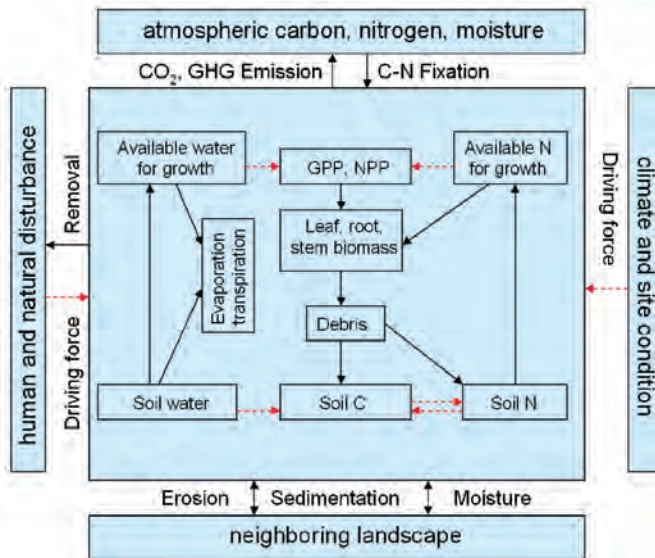 atmospheric carbon, nitrogen, moisture
CO₂, GHG Emission
C-N Fixation
human and natural disturbance
Removal
Driving force
Available water
for growth
GPP, NPP
Available N
for growth
Leaf, root,
stem biomass
Evaporation
transpiration
Debris
Soil water
Soil C
Soil N
Driving force
climate and site condition
Erosion
Sedimentation
Moisture
neighboring landscape